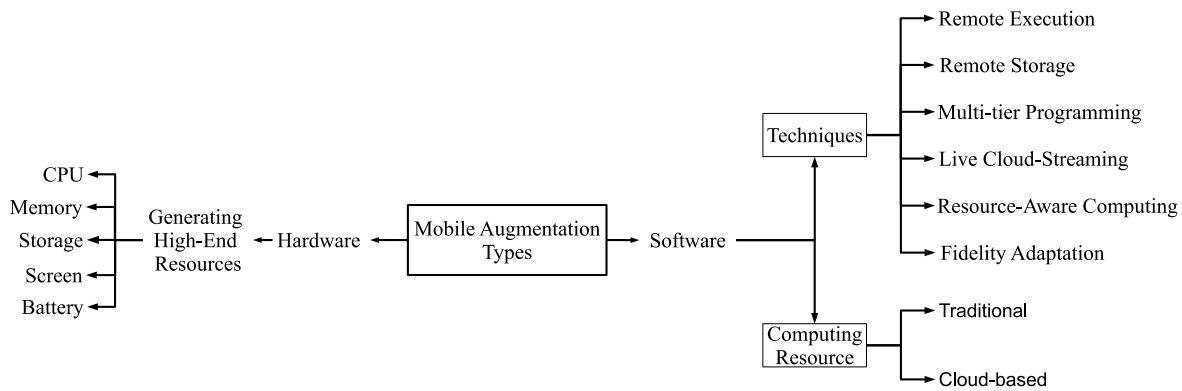 CPU
Memory
Storage
Screen
Battery
Generating
High-End
Resources
Hardware
Mobile Augmentation
Types
Software
Techniques
Remote Execution
Remote Storage
Multi-tier Programming
Live Cloud-Streaming
Resource-Aware Computing
Fidelity Adaptation
Computing
Resource
Traditional
Cloud-based